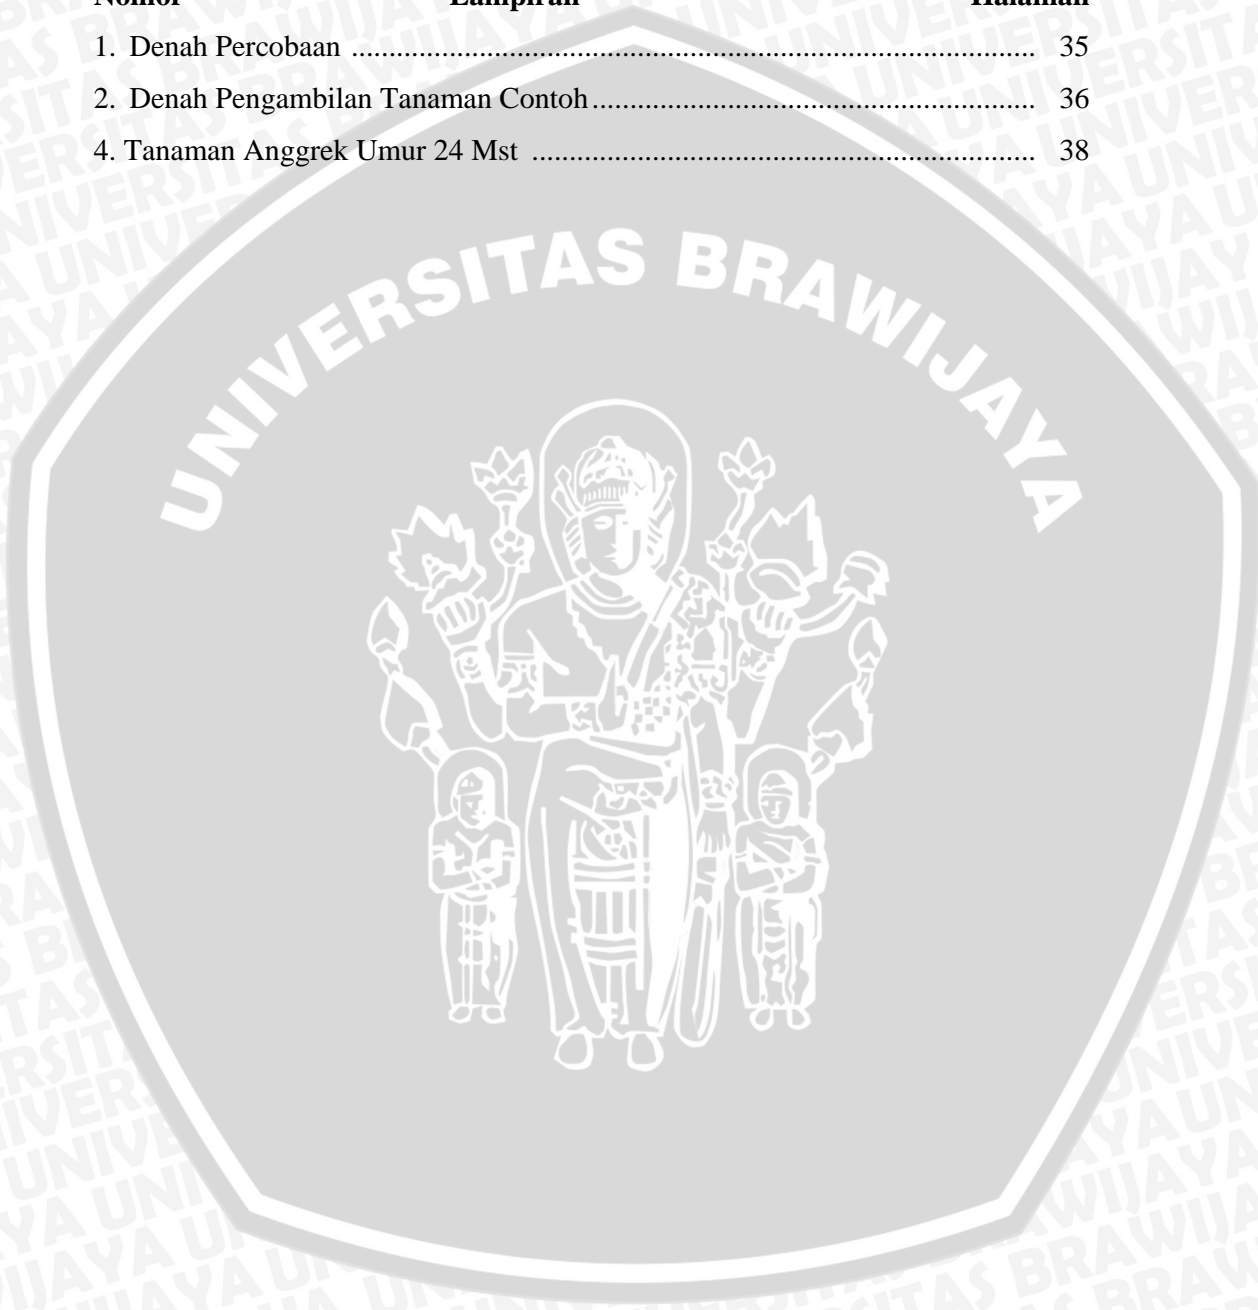 Nomor Lampiran Halaman
1. Denah Percobaan ........................................................................................... 35
2. Denah Pengambilan Tanaman Contoh........................................................... 36
4. Tanaman Anggrek Umur 24 Mst ................................................................... 38
UNIVERSITAS BRAWIJAYA